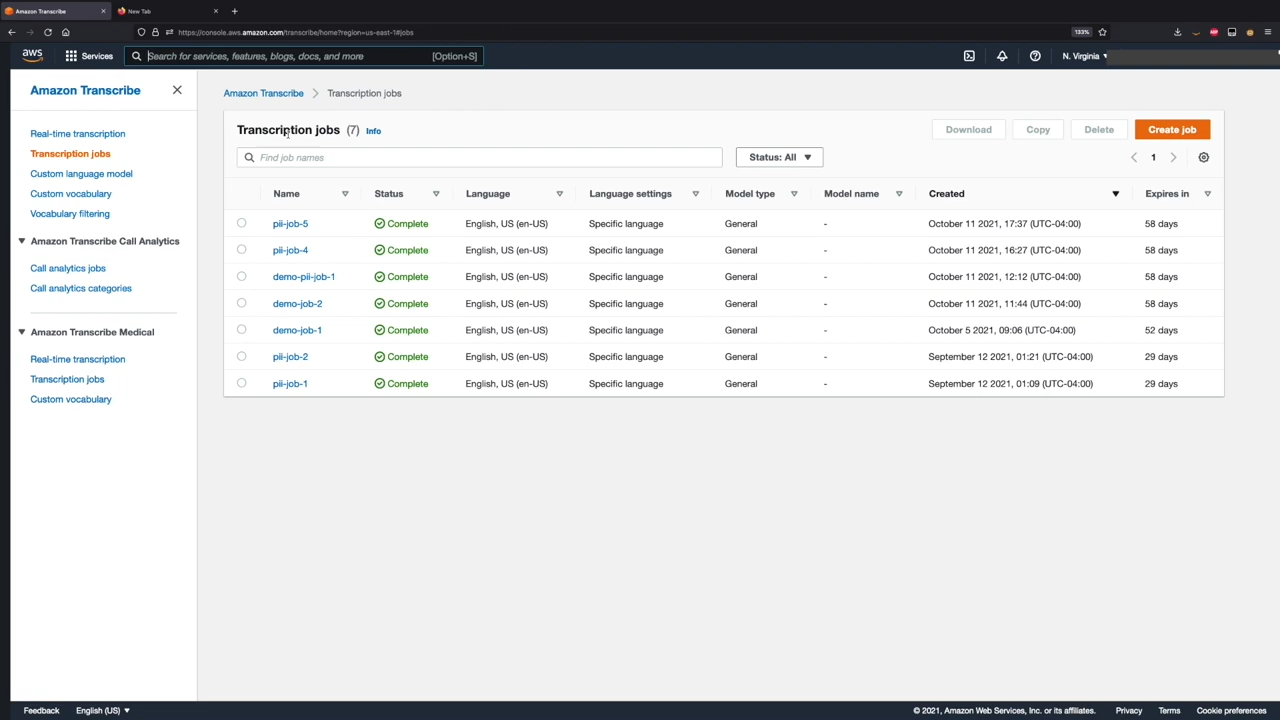 Amazon Transcribe
New Tab
https://console.aws.amazon.com/transcribe/home?region=us-east-1#jobs
133%
aws
Services
Search for services, features, blogs, docs, and more
[Option+S]
N. Virginia
Amazon Transcribe
Real-time transcription
Transcription jobs
Custom language model
Custom vocabulary
Vocabulary filtering
Amazon Transcribe Call Analytics
Call analytics jobs
Call analytics categories
Amazon Transcribe Medical
Real-time transcription
Transcription jobs
Custom vocabulary
Amazon Transcribe > Transcription jobs
Transcription jobs (7) Info
Download Copy Delete Create job
Find job names
Status: All
1
Name Status Language Language settings Model type Model name Created Expires in
pii-job-5 Complete English, US (en-US) Specific language General - October 11 2021, 17:37 (UTC-04:00) 58 days
pii-job-4 Complete English, US (en-US) Specific language General - October 11 2021, 16:27 (UTC-04:00) 58 days
demo-pii-job-1 Complete English, US (en-US) Specific language General - October 11 2021, 12:12 (UTC-04:00) 58 days
demo-job-2 Complete English, US (en-US) Specific language General - October 11 2021, 11:44 (UTC-04:00) 58 days
demo-job-1 Complete English, US (en-US) Specific language General - October 5 2021, 09:06 (UTC-04:00) 52 days
pii-job-2 Complete English, US (en-US) Specific language General - September 12 2021, 01:21 (UTC-04:00) 29 days
pii-job-1 Complete English, US (en-US) Specific language General - September 12 2021, 01:09 (UTC-04:00) 29 days
Feedback English (US)
© 2021, Amazon Web Services, Inc. or its affiliates. Privacy Terms Cookie preferences